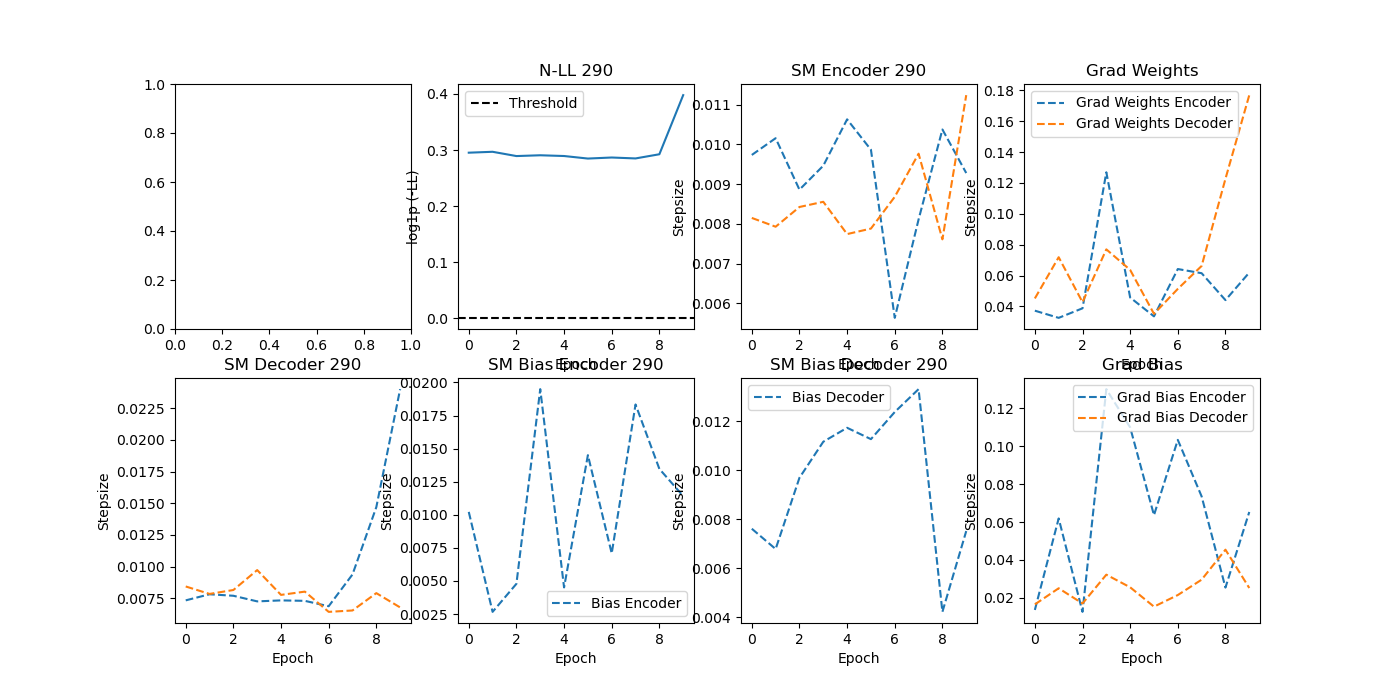 N-LL 290
SM Encoder 290
Grad Weights
1.0
0.8
0.6
0.4
0.2
0.0
0.0 0.2 0.4 0.6 0.8 1.0
log1p (-LL)
0.4
0.3
0.2
0.1
0.0
Threshold
0 2 4 6 8
Epoch
Stepsize
0.011
0.010
0.009
0.008
0.007
0.006
0 2 4 6 8
Epoch
Stepsize
0.18
0.16
0.14
0.12
0.10
0.08
0.06
0.04
Grad Weights Encoder
Grad Weights Decoder
0 2 4 6 8
Epoch
SM Decoder 290
SM Bias Encoder 290
SM Bias Decoder 290
Grad Bias
Stepsize
0.0225
0.0200
0.0175
0.0150
0.0125
0.0100
0.0075
0 2 4 6 8
Epoch
Stepsize
0.0200
0.0175
0.0150
0.0125
0.0100
0.0075
0.0050
0.0025
Bias Encoder
0 2 4 6 8
Epoch
Stepsize
0.012
0.010
0.008
0.006
0.004
Bias Decoder
0 2 4 6 8
Epoch
Stepsize
0.12
0.10
0.08
0.06
0.04
0.02
Grad Bias Encoder
Grad Bias Decoder
0 2 4 6 8
Epoch